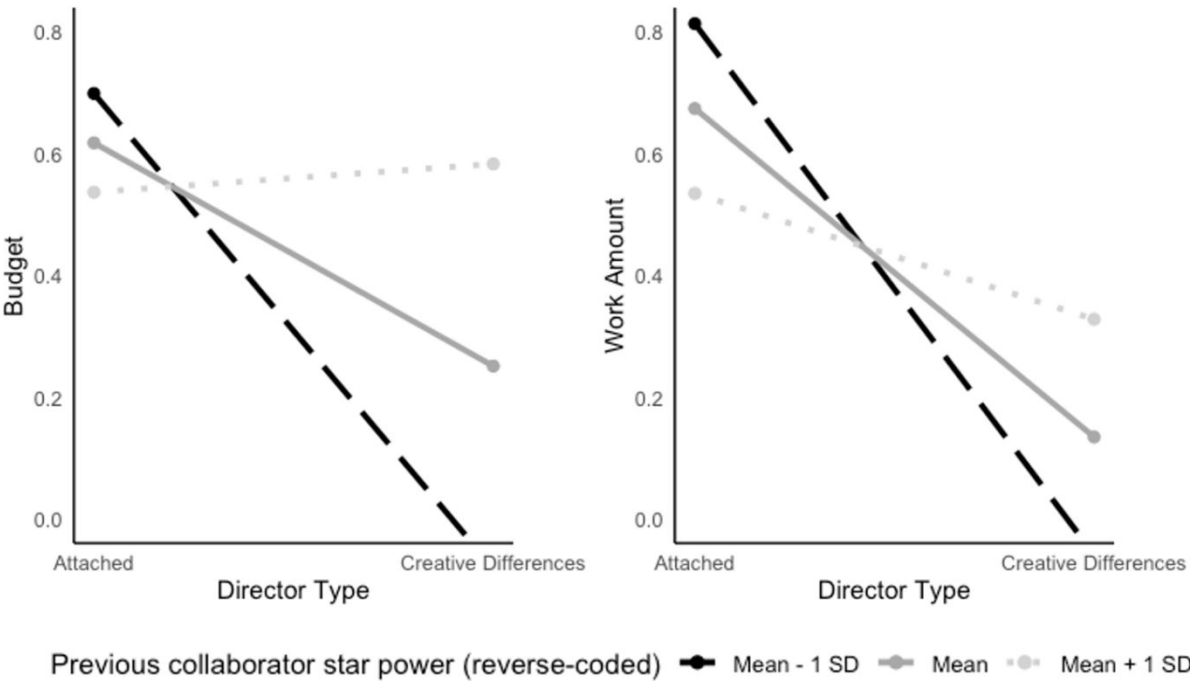 0.8
0.6
0.4
0.2
0.0
Budget
Attached
Creative Differences
Director Type
0.8
0.6
0.4
0.2
0.0
Work Amount
Attached
Creative Differences
Director Type
Previous collaborator star power (reverse-coded) Mean - 1 SD Mean Mean + 1 SD